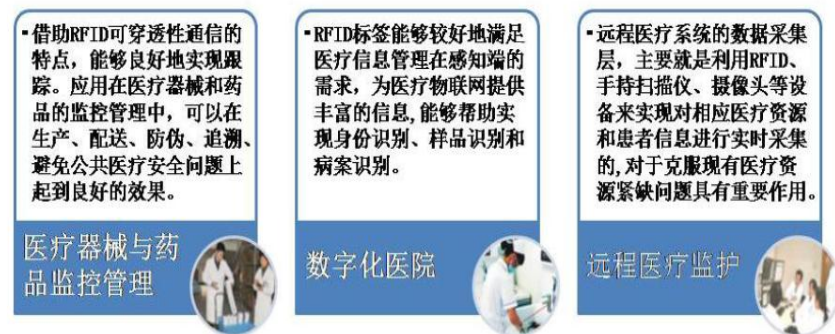 ▪借助RFID可穿透性通信的
特点，能够良好地实现跟
踪。应用在医疗器械和药
品的监控管理中，可以在
生产、配送、防伪、追溯、
避免公共医疗安全问题上
起到良好的效果。
医疗器械与药
品监控管理
▪RFID标签能够较好地满足
医疗信息管理在感知端的
需求，为医疗物联网提供
丰富的信息,能够帮助实
现身份识别、样品识别和
病案识别。
数字化医院
▪远程医疗系统的数据采集
层，主要就是利用RFID、
手持扫描仪、摄像头等设
备来实现对相应医疗资源
和患者信息进行实时采集
的,对于克服现有医疗资
源紧缺问题具有重要作用。
远程医疗监护